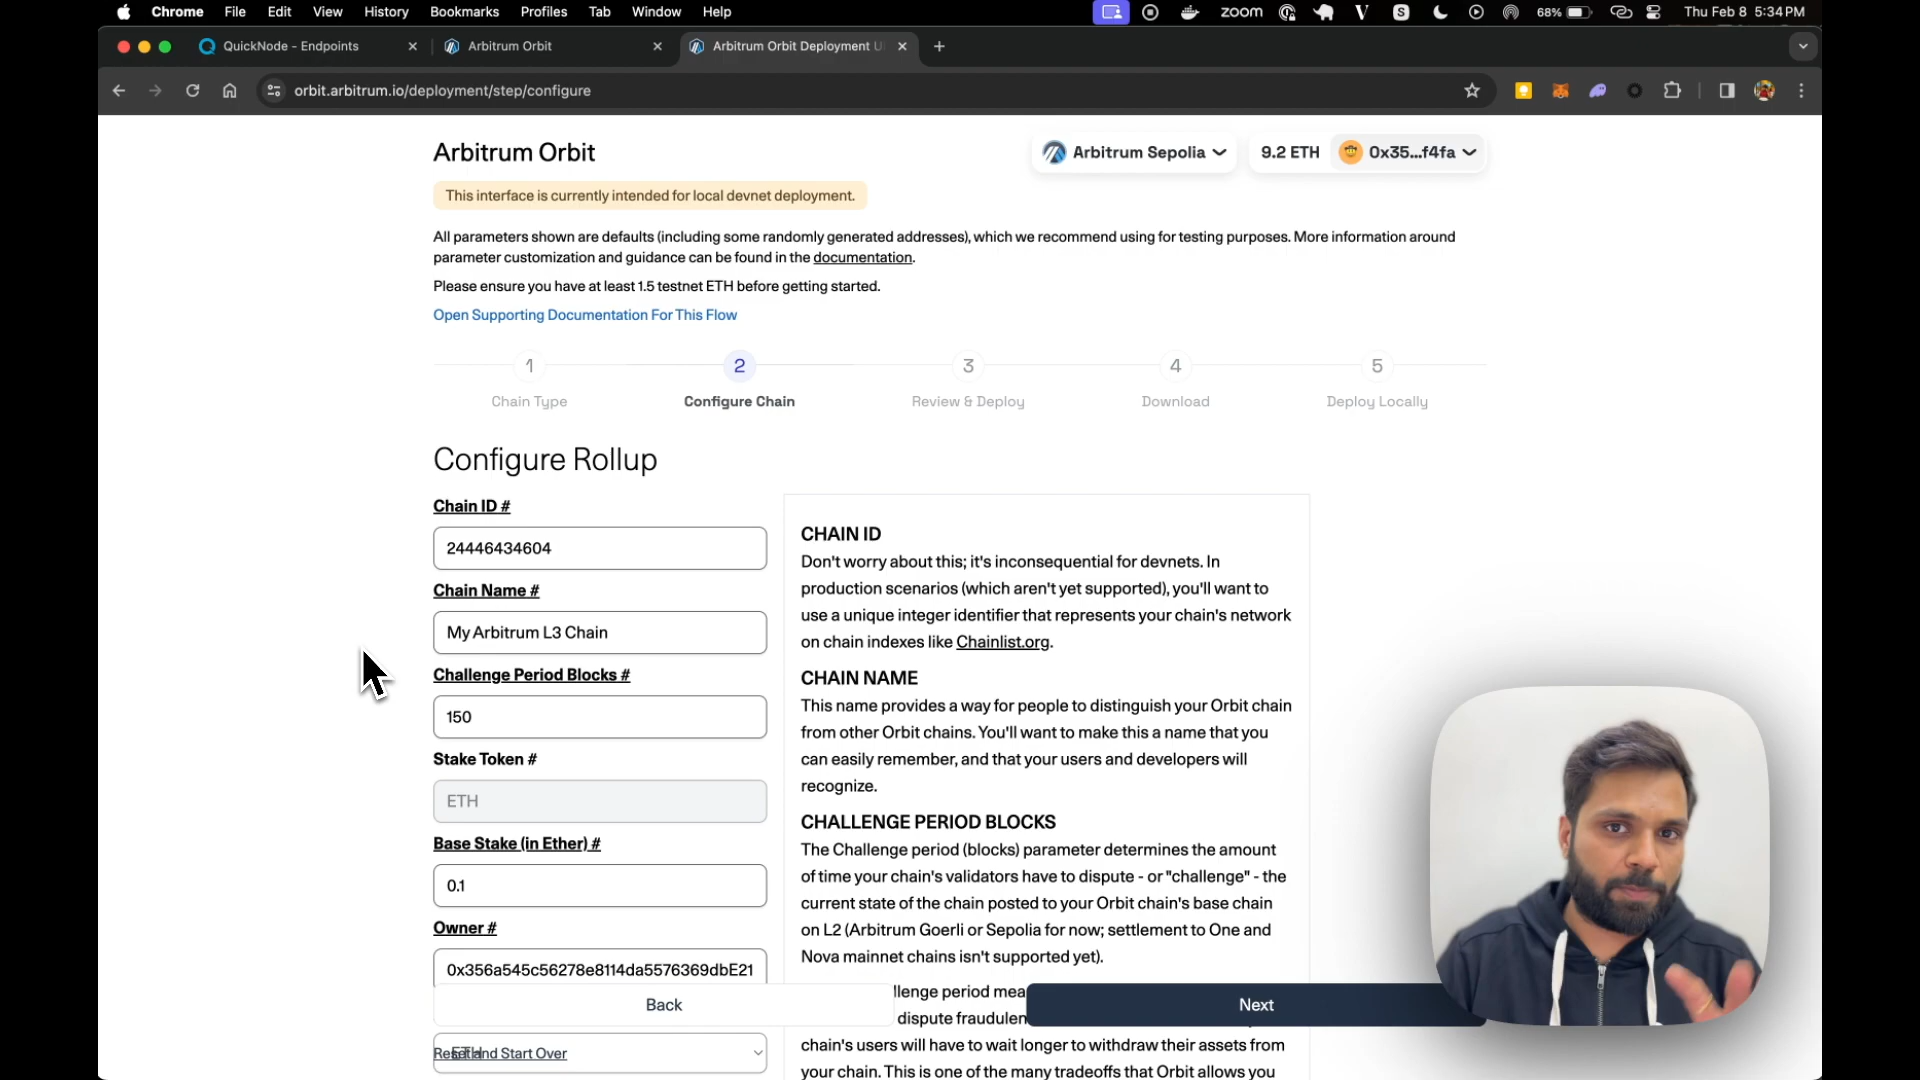 Chrome File Edit View History Bookmarks Profiles Tab Window Help zoom 68% Thu Feb 8 5:34PM
QuickNode - Endpoints Arbitrum Orbit Arbitrum Orbit Deployment U
orbit.arbitrum.io/deployment/step/configure
Arbitrum Orbit
Arbitrum Sepolia 9.2 ETH 0x35...f4fa
This interface is currently intended for local devnet deployment.
All parameters shown are defaults (including some randomly generated addresses), which we recommend using for testing purposes. More information around
parameter customization and guidance can be found in the documentation.
Please ensure you have at least 1.5 testnet ETH before getting started.
Open Supporting Documentation For This Flow
1 2 3 4 5
Chain Type Configure Chain Review & Deploy Download Deploy Locally
Configure Rollup
Chain ID #
24446434604
Chain Name #
My Arbitrum L3 Chain
Challenge Period Blocks #
150
Stake Token #
ETH
Base Stake (in Ether) #
0.1
Owner #
0x356a545c56278e8114da5576369dbE21
Back
ETH
Reset and Start Over
CHAIN ID
Don't worry about this; it's inconsequential for devnets. In
production scenarios (which aren't yet supported), you'll want to
use a unique integer identifier that represents your chain's network
on chain indexes like Chainlist.org.
CHAIN NAME
This name provides a way for people to distinguish your Orbit chain
from other Orbit chains. You'll want to make this a name that you
can easily remember, and that your users and developers will
recognize.
CHALLENGE PERIOD BLOCKS
The Challenge period (blocks) parameter determines the amount
of time your chain's validators have to dispute - or "challenge" - the
current state of the chain posted to your Orbit chain's base chain
on L2 (Arbitrum Goerli or Sepolia for now; settlement to One and
Nova mainnet chains isn't supported yet).
llenge period mea
dispute fraudulen
Next
chain's users will have to wait longer to withdraw their assets from
your chain. This is one of the many tradeoffs that Orbit allows you